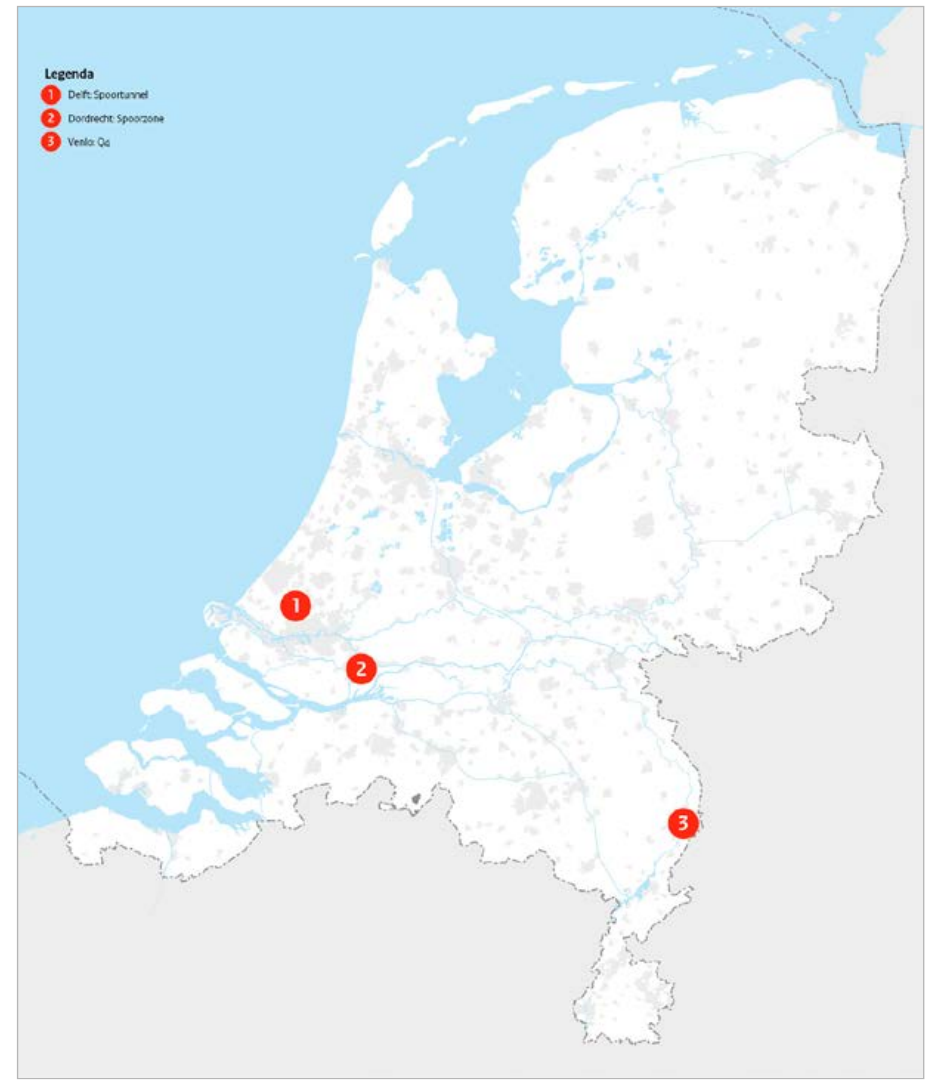 Legenda
1 Delft: Spoortunnel
2 Dordrecht: Spoorzone
3 Venlo: Q4
1
2
3